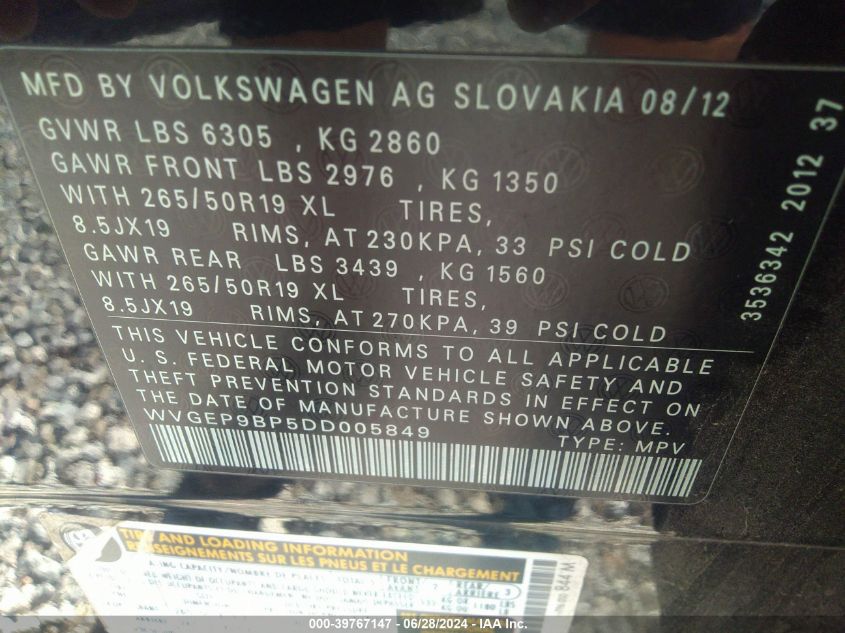 MFD BY VOLKSWAGEN AG SLOVAKIA 08/12
GVWR LBS 6305 , KG 2860
GAWR FRONT LBS 2976 , KG 1350
WITH 265/50R19 XL TIRES,
8.5JX19 RIMS, AT 230KPA, 33 PSI COLD
GAWR REAR LBS 3439 , KG 1560
WITH 265/50R19 XL TIRES,
8.5JX19 RIMS, AT 270KPA, 39 PSI COLD
THIS VEHICLE CONFORMS TO ALL APPLICABLE
U. S. FEDERAL MOTOR VEHICLE SAFETY AND
THEFT PREVENTION STANDARDS IN EFFECT ON
THE DATE OF MANUFACTURE SHOWN ABOVE.
WVGEP9BP5DD005849 TYPE: MPV
3536342 2012 37
TIRE AND LOADING INFORMATION
RENSEIGNEMENTS SUR LES PNEUS ET LE CHARGEMENT
000-39767147 - 06/28/2024 - IAA Inc.